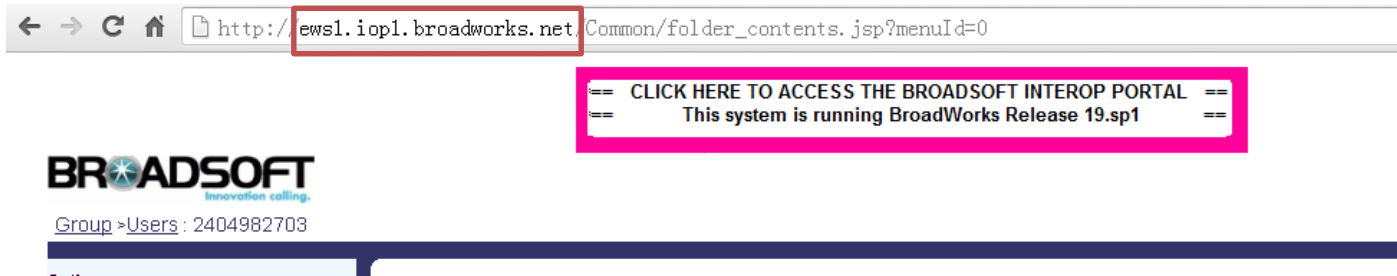 http://ews1.iop1.broadworks.net/Common/folder_contents.jsp?menuId=0
== CLICK HERE TO ACCESS THE BROADSOFT INTEROP PORTAL ==
== This system is running BroadWorks Release 19.sp1 ==
BROADSOFT
Innovation calling.
Group >Users : 2404982703